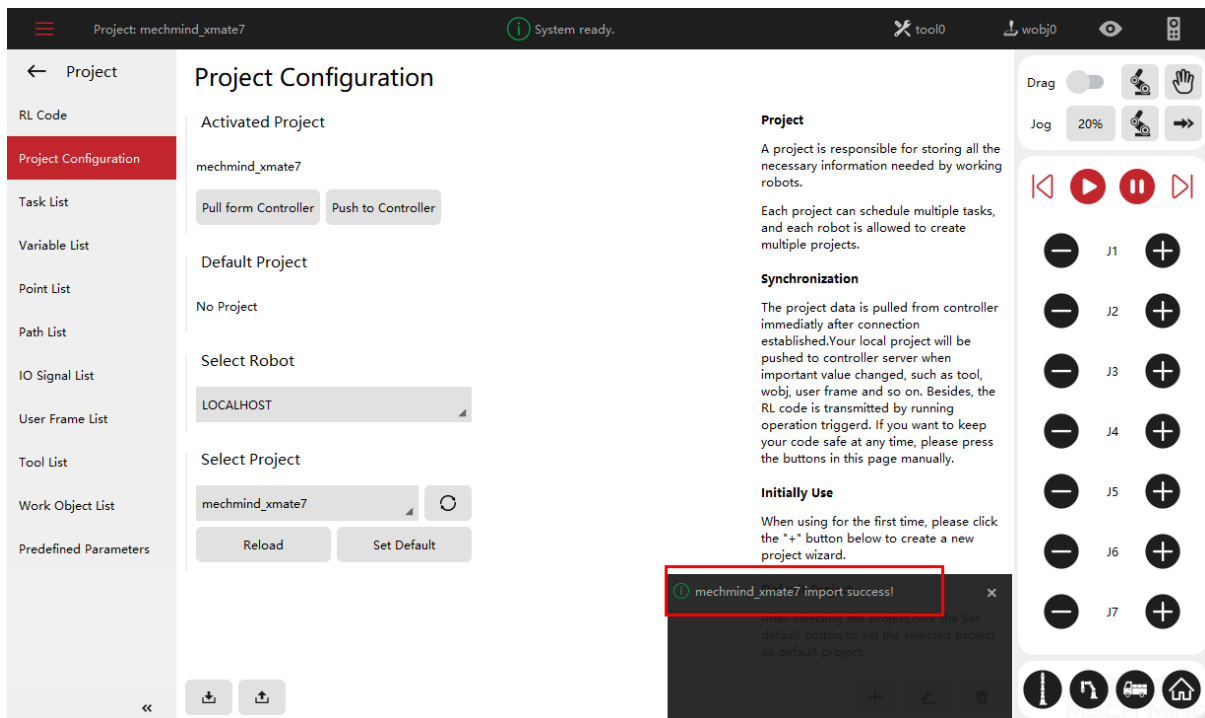 Project: mechmind_xmate7
System ready.
tool0
wobj0
Project
RL Code
Project Configuration
Task List
Variable List
Point List
Path List
IO Signal List
User Frame List
Tool List
Work Object List
Predefined Parameters
«
Project Configuration
Activated Project
mechmind_xmate7
Pull form Controller
Push to Controller
Default Project
No Project
Select Robot
LOCALHOST
Select Project
mechmind_xmate7
Reload
Set Default
Project
A project is responsible for storing all the
necessary information needed by working
robots.
Each project can schedule multiple tasks,
and each robot is allowed to create
multiple projects.
Synchronization
The project data is pulled from controller
immediatly after connection
established.Your local project will be
pushed to controller server when
important value changed, such as tool,
wobj, user frame and so on. Besides, the
RL code is transmitted by running
operation triggerd. If you want to keep
your code safe at any time, please press
the buttons in this page manually.
Initially Use
When using for the first time, please click
the "+" button below to create a new
project wizard.
mechmind_xmate7 import success!
After selecting the project,click the Set
default button to set the selected project
as default project.
Drag
Jog
20%
J1
J2
J3
J4
J5
J6
J7